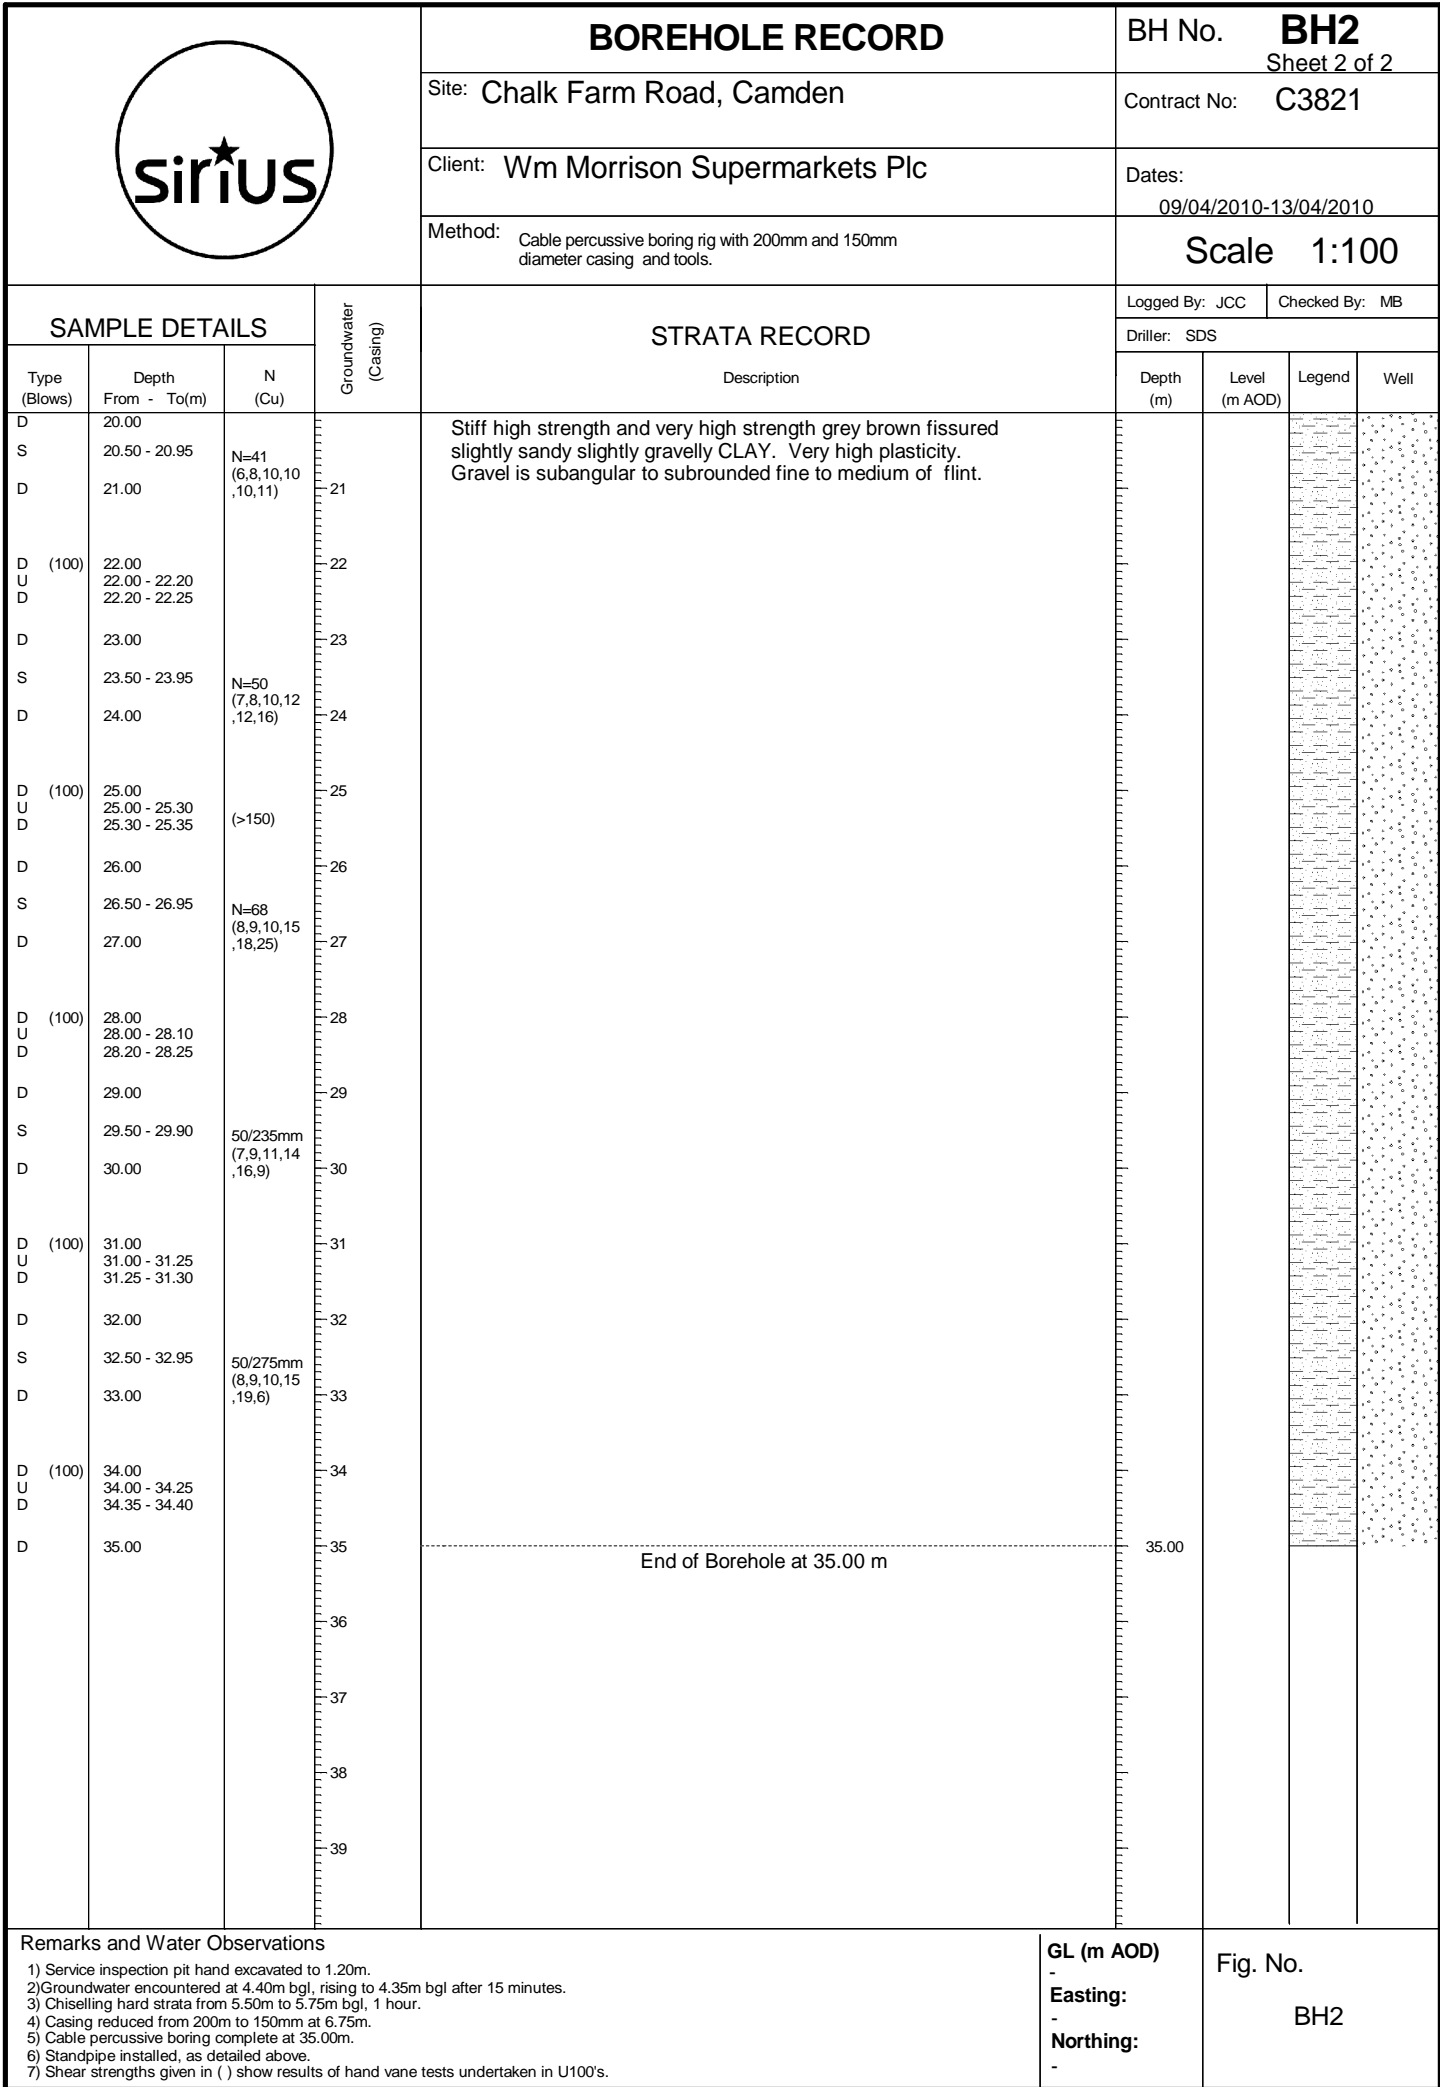 sirius
BOREHOLE RECORD
BH No. BH2
Sheet 2 of 2
Site: Chalk Farm Road, Camden
Contract No: C3821
Client: Wm Morrison Supermarkets Plc
Dates:
09/04/2010-13/04/2010
Method: Cable percussive boring rig with 200mm and 150mm
diameter casing and tools.
Scale 1:100
SAMPLE DETAILS
Groundwater
(Casing)
STRATA RECORD
Logged By: JCC Checked By: MB
Driller: SDS
Type Depth N Description Depth Level Legend Well
(Blows) From - To(m) (Cu) (m) (m AOD)
D 20.00 Stiff high strength and very high strength grey brown fissured
S 20.50 - 20.95 N=41 slightly sandy slightly gravelly CLAY. Very high plasticity.
(6,8,10,10 Gravel is subangular to subrounded fine to medium of flint.
D 21.00 ,10,11) 21
D (100) 22.00 22
U 22.00 - 22.20
D 22.20 - 22.25
D 23.00 23
S 23.50 - 23.95 N=50
(7,8,10,12
D 24.00 ,12,16) 24
D (100) 25.00 25
U 25.00 - 25.30
D 25.30 - 25.35 (>150)
D 26.00 26
S 26.50 - 26.95 N=68
(8,9,10,15
D 27.00 ,18,25) 27
D (100) 28.00 28
U 28.00 - 28.10
D 28.20 - 28.25
D 29.00 29
S 29.50 - 29.90 50/235mm
(7,9,11,14
D 30.00 ,16,9) 30
D (100) 31.00 31
U 31.00 - 31.25
D 31.25 - 31.30
D 32.00 32
S 32.50 - 32.95 50/275mm
(8,9,10,15
D 33.00 ,19,6) 33
D (100) 34.00 34
U 34.00 - 34.25
D 34.35 - 34.40
D 35.00 35 35.00
End of Borehole at 35.00 m
36
37
38
39
Remarks and Water Observations
1) Service inspection pit hand excavated to 1.20m.
2)Groundwater encountered at 4.40m bgl, rising to 4.35m bgl after 15 minutes.
3) Chiselling hard strata from 5.50m to 5.75m bgl, 1 hour.
4) Casing reduced from 200m to 150mm at 6.75m.
5) Cable percussive boring complete at 35.00m.
6) Standpipe installed, as detailed above.
7) Shear strengths given in ( ) show results of hand vane tests undertaken in U100's.
GL (m AOD)
-
Easting:
-
Northing:
-
Fig. No.
BH2